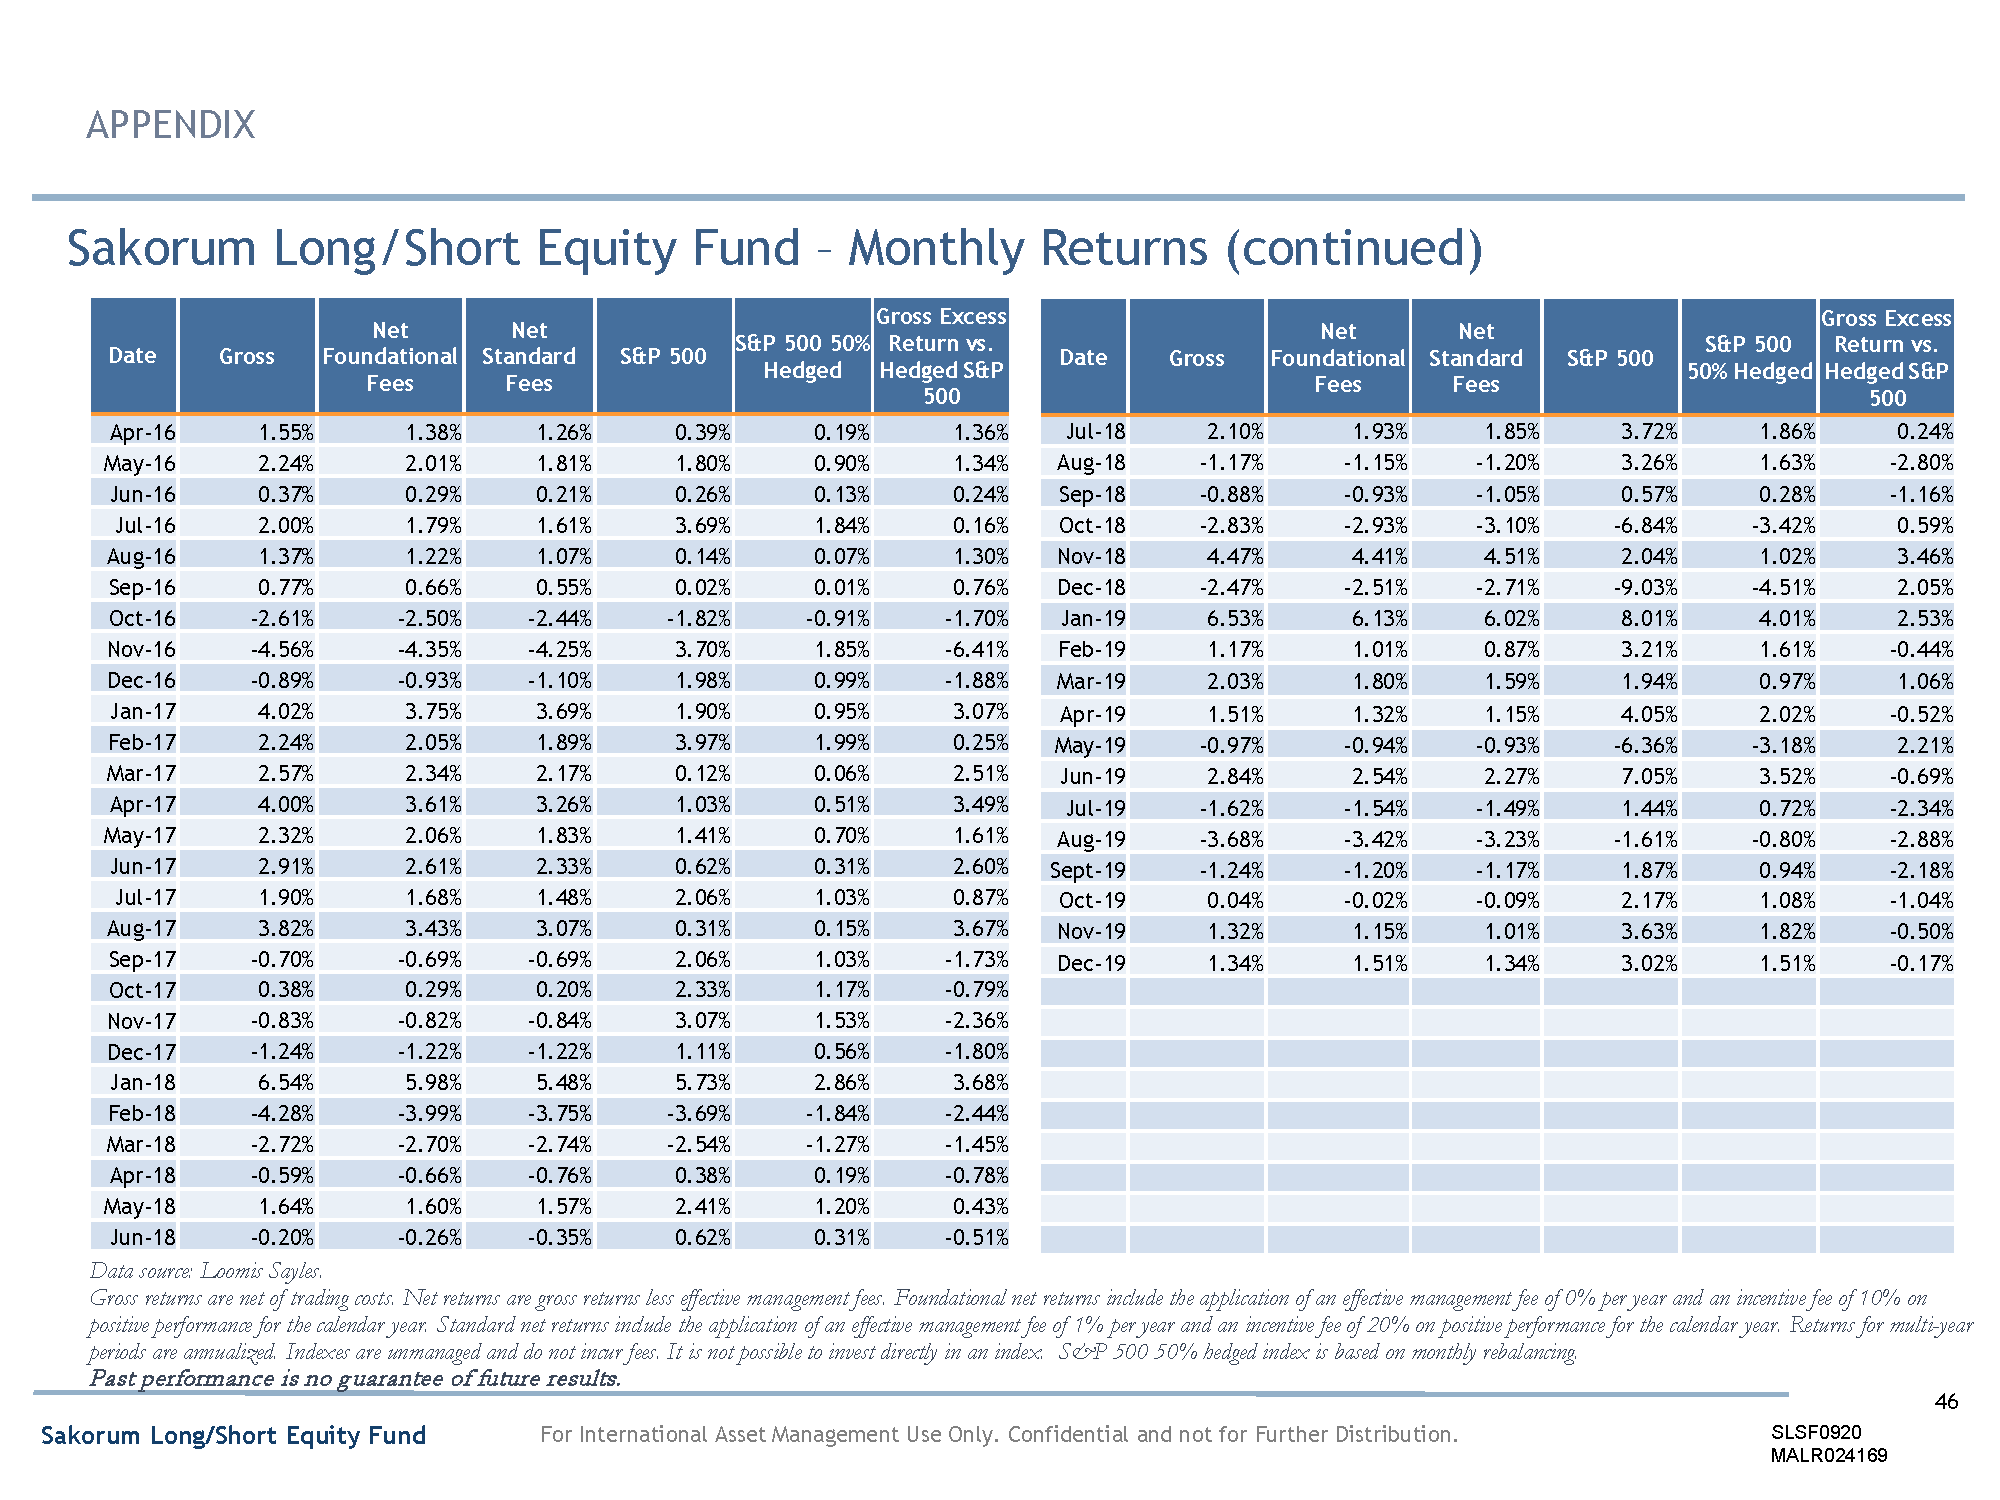 APPENDIX
Sakorum Long/Short Equity Fund – Monthly Returns (continued)
Date Gross Net Foundational Fees Net Standard Fees S&P 500 S&P 500 50% Hedged Gross Excess Return vs. Hedged S&P 500
Apr-16 1.55% 1.38% 1.26% 0.39% 0.19% 1.36%
May-16 2.24% 2.01% 1.81% 1.80% 0.90% 1.34%
Jun-16 0.37% 0.29% 0.21% 0.26% 0.13% 0.24%
Jul-16 2.00% 1.79% 1.61% 3.69% 1.84% 0.16%
Aug-16 1.37% 1.22% 1.07% 0.14% 0.07% 1.30%
Sep-16 0.77% 0.66% 0.55% 0.02% 0.01% 0.76%
Oct-16 -2.61% -2.50% -2.44% -1.82% -0.91% -1.70%
Nov-16 -4.56% -4.35% -4.25% 3.70% 1.85% -6.41%
Dec-16 -0.89% -0.93% -1.10% 1.98% 0.99% -1.88%
Jan-17 4.02% 3.75% 3.69% 1.90% 0.95% 3.07%
Feb-17 2.24% 2.05% 1.89% 3.97% 1.99% 0.25%
Mar-17 2.57% 2.34% 2.17% 0.12% 0.06% 2.51%
Apr-17 4.00% 3.61% 3.26% 1.03% 0.51% 3.49%
May-17 2.32% 2.06% 1.83% 1.41% 0.70% 1.61%
Jun-17 2.91% 2.61% 2.33% 0.62% 0.31% 2.60%
Jul-17 1.90% 1.68% 1.48% 2.06% 1.03% 0.87%
Aug-17 3.82% 3.43% 3.07% 0.31% 0.15% 3.67%
Sep-17 -0.70% -0.69% -0.69% 2.06% 1.03% -1.73%
Oct-17 0.38% 0.29% 0.20% 2.33% 1.17% -0.79%
Nov-17 -0.83% -0.82% -0.84% 3.07% 1.53% -2.36%
Dec-17 -1.24% -1.22% -1.22% 1.11% 0.56% -1.80%
Jan-18 6.54% 5.98% 5.48% 5.73% 2.86% 3.68%
Feb-18 -4.28% -3.99% -3.75% -3.69% -1.84% -2.44%
Mar-18 -2.72% -2.70% -2.74% -2.54% -1.27% -1.45%
Apr-18 -0.59% -0.66% -0.76% 0.38% 0.19% -0.78%
May-18 1.64% 1.60% 1.57% 2.41% 1.20% 0.43%
Jun-18 -0.20% -0.26% -0.35% 0.62% 0.31% -0.51%
Date Gross Net Foundational Fees Net Standard Fees S&P 500 S&P 500 50% Hedged Gross Excess Return vs. Hedged S&P 500
Jul-18 2.10% 1.93% 1.85% 3.72% 1.86% 0.24%
Aug-18 -1.17% -1.15% -1.20% 3.26% 1.63% -2.80%
Sep-18 -0.88% -0.93% -1.05% 0.57% 0.28% -1.16%
Oct-18 -2.83% -2.93% -3.10% -6.84% -3.42% 0.59%
Nov-18 4.47% 4.41% 4.51% 2.04% 1.02% 3.46%
Dec-18 -2.47% -2.51% -2.71% -9.03% -4.51% 2.05%
Jan-19 6.53% 6.13% 6.02% 8.01% 4.01% 2.53%
Feb-19 1.17% 1.01% 0.87% 3.21% 1.61% -0.44%
Mar-19 2.03% 1.80% 1.59% 1.94% 0.97% 1.06%
Apr-19 1.51% 1.32% 1.15% 4.05% 2.02% -0.52%
May-19 -0.97% -0.94% -0.93% -6.36% -3.18% 2.21%
Jun-19 2.84% 2.54% 2.27% 7.05% 3.52% -0.69%
Jul-19 -1.62% -1.54% -1.49% 1.44% 0.72% -2.34%
Aug-19 -3.68% -3.42% -3.23% -1.61% -0.80% -2.88%
Sept-19 -1.24% -1.20% -1.17% 1.87% 0.94% -2.18%
Oct-19 0.04% -0.02% -0.09% 2.17% 1.08% -1.04%
Nov-19 1.32% 1.15% 1.01% 3.63% 1.82% -0.50%
Dec-19 1.34% 1.51% 1.34% 3.02% 1.51% -0.17%
Data source: Loomis Sayles.
Gross returns are net of trading costs. Net returns are gross returns less effective management fees. Foundational net returns include the application of an effective management fee of 0% per year and an incentive fee of 10% on
positive performance for the calendar year. Standard net returns include the application of an effective management fee of 1% per year and an incentive fee of 20% on positive performance for the calendar year. Returns for multi-year
periods are annualized. Indexes are unmanaged and do not incur fees. It is not possible to invest directly in an index. S&P 500 50% hedged index is based on monthly rebalancing.
Past performance is no guarantee of future results.
46
Sakorum Long/Short Equity Fund
For International Asset Management Use Only. Confidential and not for Further Distribution.
SLSF0920
MALR024169